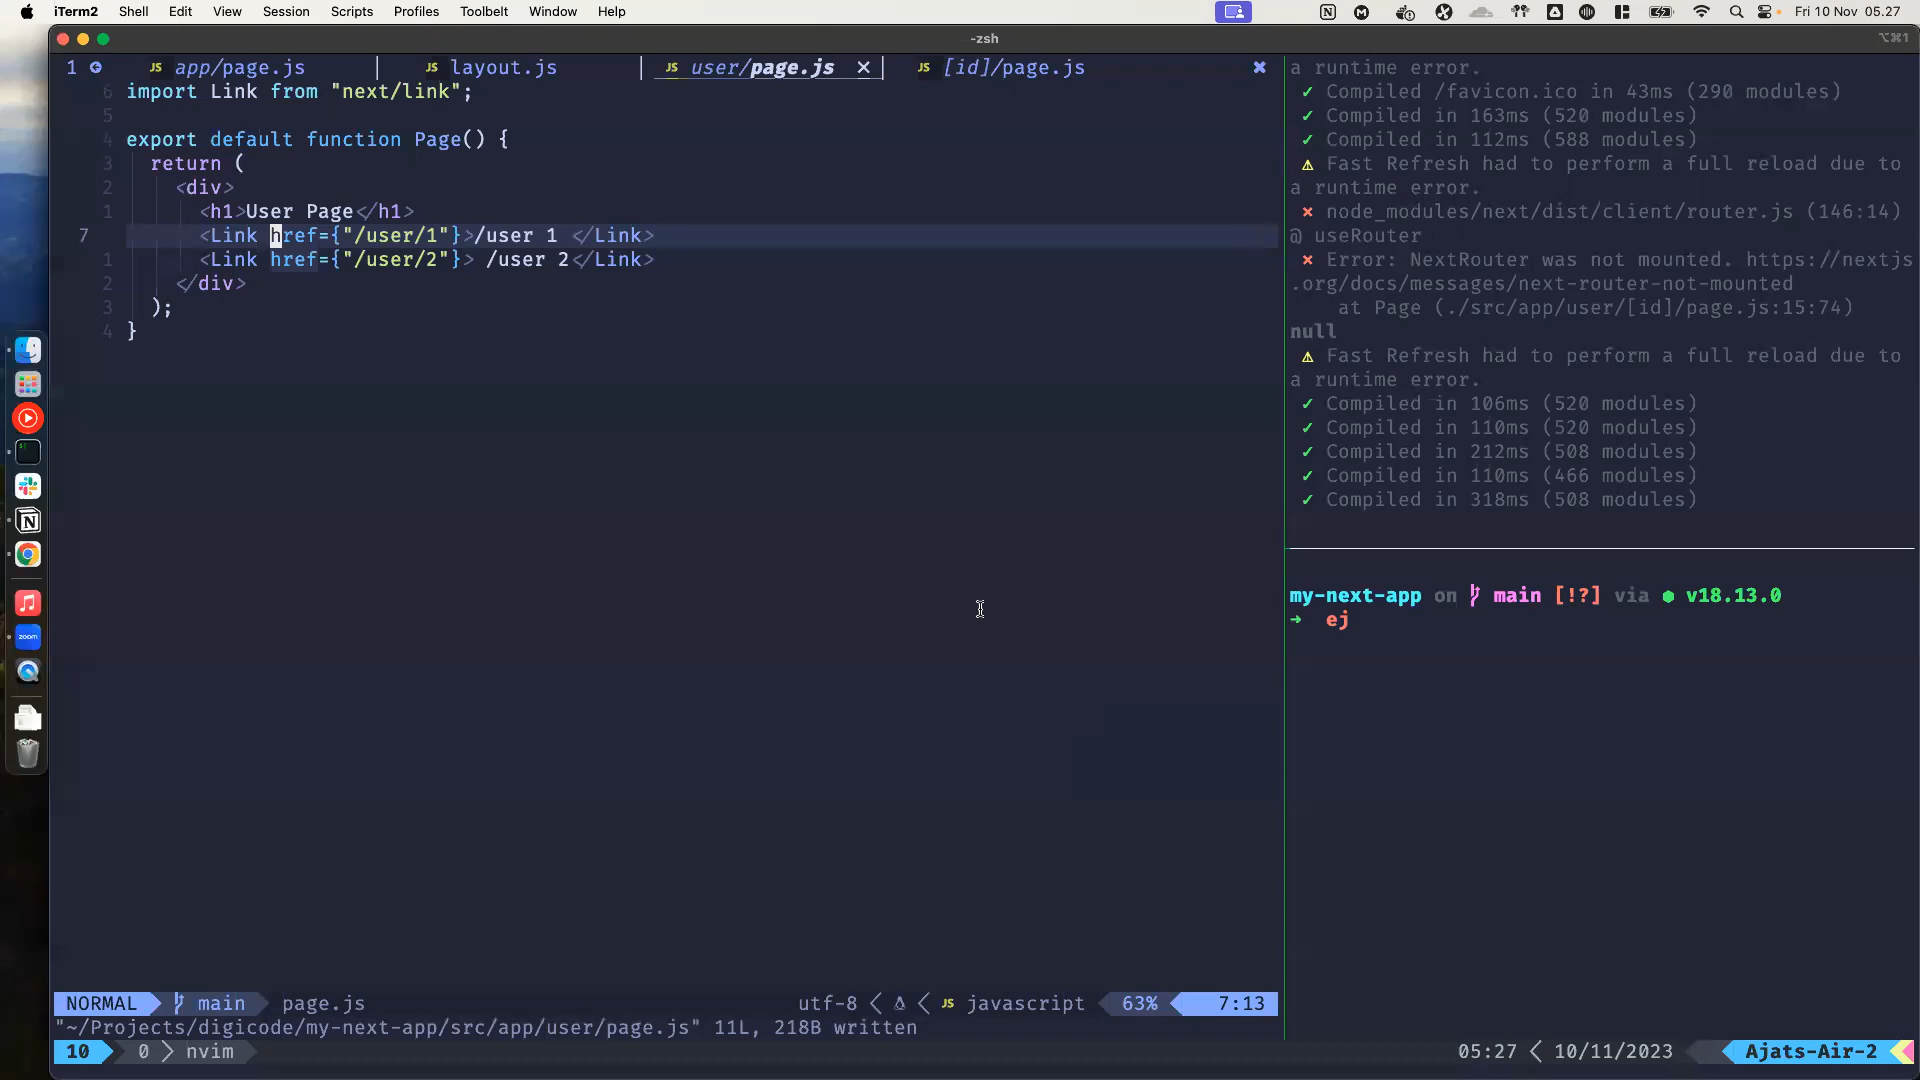 iTerm2 Shell Edit View Session Scripts Profiles Toolbelt Window Help Fri 10 Nov 05.27
-zsh ⌥⌘1
1 JS app/page.js JS layout.js JS user/page.js × JS [id]/page.js
6 import Link from "next/link";
5
4 export default function Page() {
3 return (
2 <div>
1 <h1>User Page</h1>
7 <Link href={"/user/1"}>/user 1 </Link>
1 <Link href={"/user/2"}> /user 2</Link>
2 </div>
3 );
4 }
a runtime error.
✓ Compiled /favicon.ico in 43ms (290 modules)
✓ Compiled in 163ms (520 modules)
✓ Compiled in 112ms (588 modules)
⚠ Fast Refresh had to perform a full reload due to
a runtime error.
⨯ node_modules/next/dist/client/router.js (146:14)
@ useRouter
⨯ Error: NextRouter was not mounted. https://nextjs
.org/docs/messages/next-router-not-mounted
at Page (./src/app/user/[id]/page.js:15:74)
null
⚠ Fast Refresh had to perform a full reload due to
a runtime error.
✓ Compiled in 106ms (520 modules)
✓ Compiled in 110ms (520 modules)
✓ Compiled in 212ms (508 modules)
✓ Compiled in 110ms (466 modules)
✓ Compiled in 318ms (508 modules)
my-next-app on main [!?] via v18.13.0
→ ej
zoom
NORMAL main page.js utf-8 JS javascript 63% 7:13
"~/Projects/digicode/my-next-app/src/app/user/page.js" 11L, 218B written
10 0 nvim 05:27 10/11/2023 Ajats-Air-2